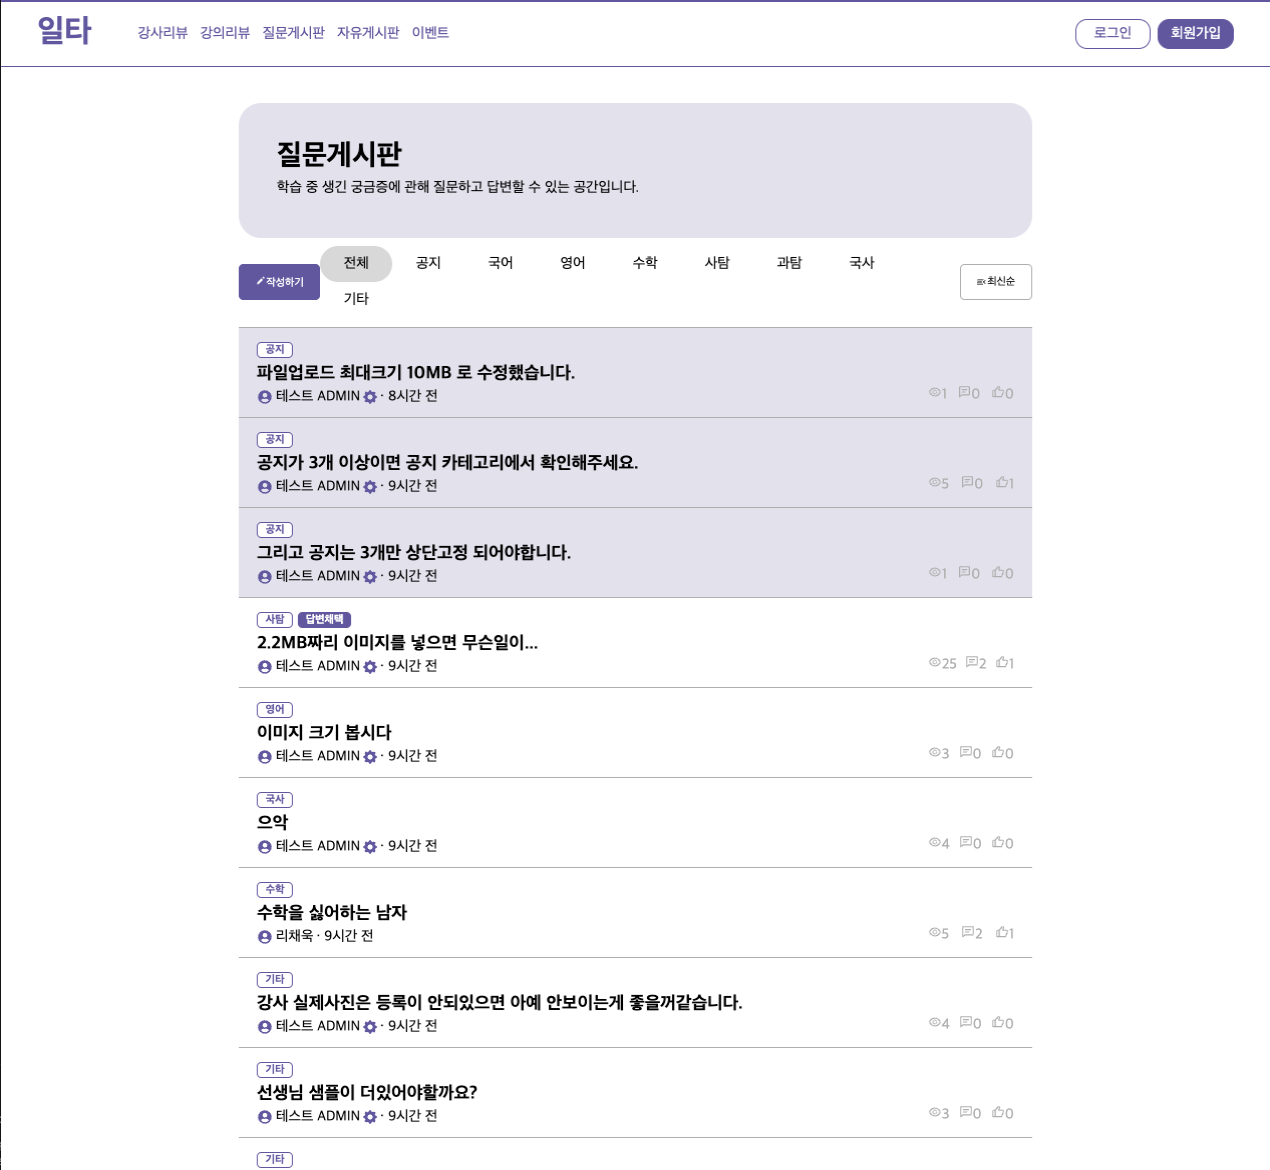 일타
강사리뷰 강의리뷰 질문게시판 자유게시판 이벤트
로그인 회원가입
질문게시판
학습 중 생긴 궁금증에 관해 질문하고 답변할 수 있는 공간입니다.
작성하기
전체 공지 국어 영어 수학 사탐 과탐 국사
기타
최신순
공지
파일업로드 최대크기 10MB 로 수정했습니다.
테스트 ADMIN · 8시간 전
1 0 0
공지
공지가 3개 이상이면 공지 카테고리에서 확인해주세요.
테스트 ADMIN · 9시간 전
5 0 1
공지
그리고 공지는 3개만 상단고정 되어야합니다.
테스트 ADMIN · 9시간 전
1 0 0
사탐 답변채택
2.2MB짜리 이미지를 넣으면 무슨일이...
테스트 ADMIN · 9시간 전
25 2 1
영어
이미지 크기 봅시다
테스트 ADMIN · 9시간 전
3 0 0
국사
으악
테스트 ADMIN · 9시간 전
4 0 0
수학
수학을 싫어하는 남자
리채욱 · 9시간 전
5 2 1
기타
강사 실제사진은 등록이 안되있으면 아예 안보이는게 좋을꺼같습니다.
테스트 ADMIN · 9시간 전
4 0 0
기타
선생님 샘플이 더있어야할까요?
테스트 ADMIN · 9시간 전
3 0 0
기타